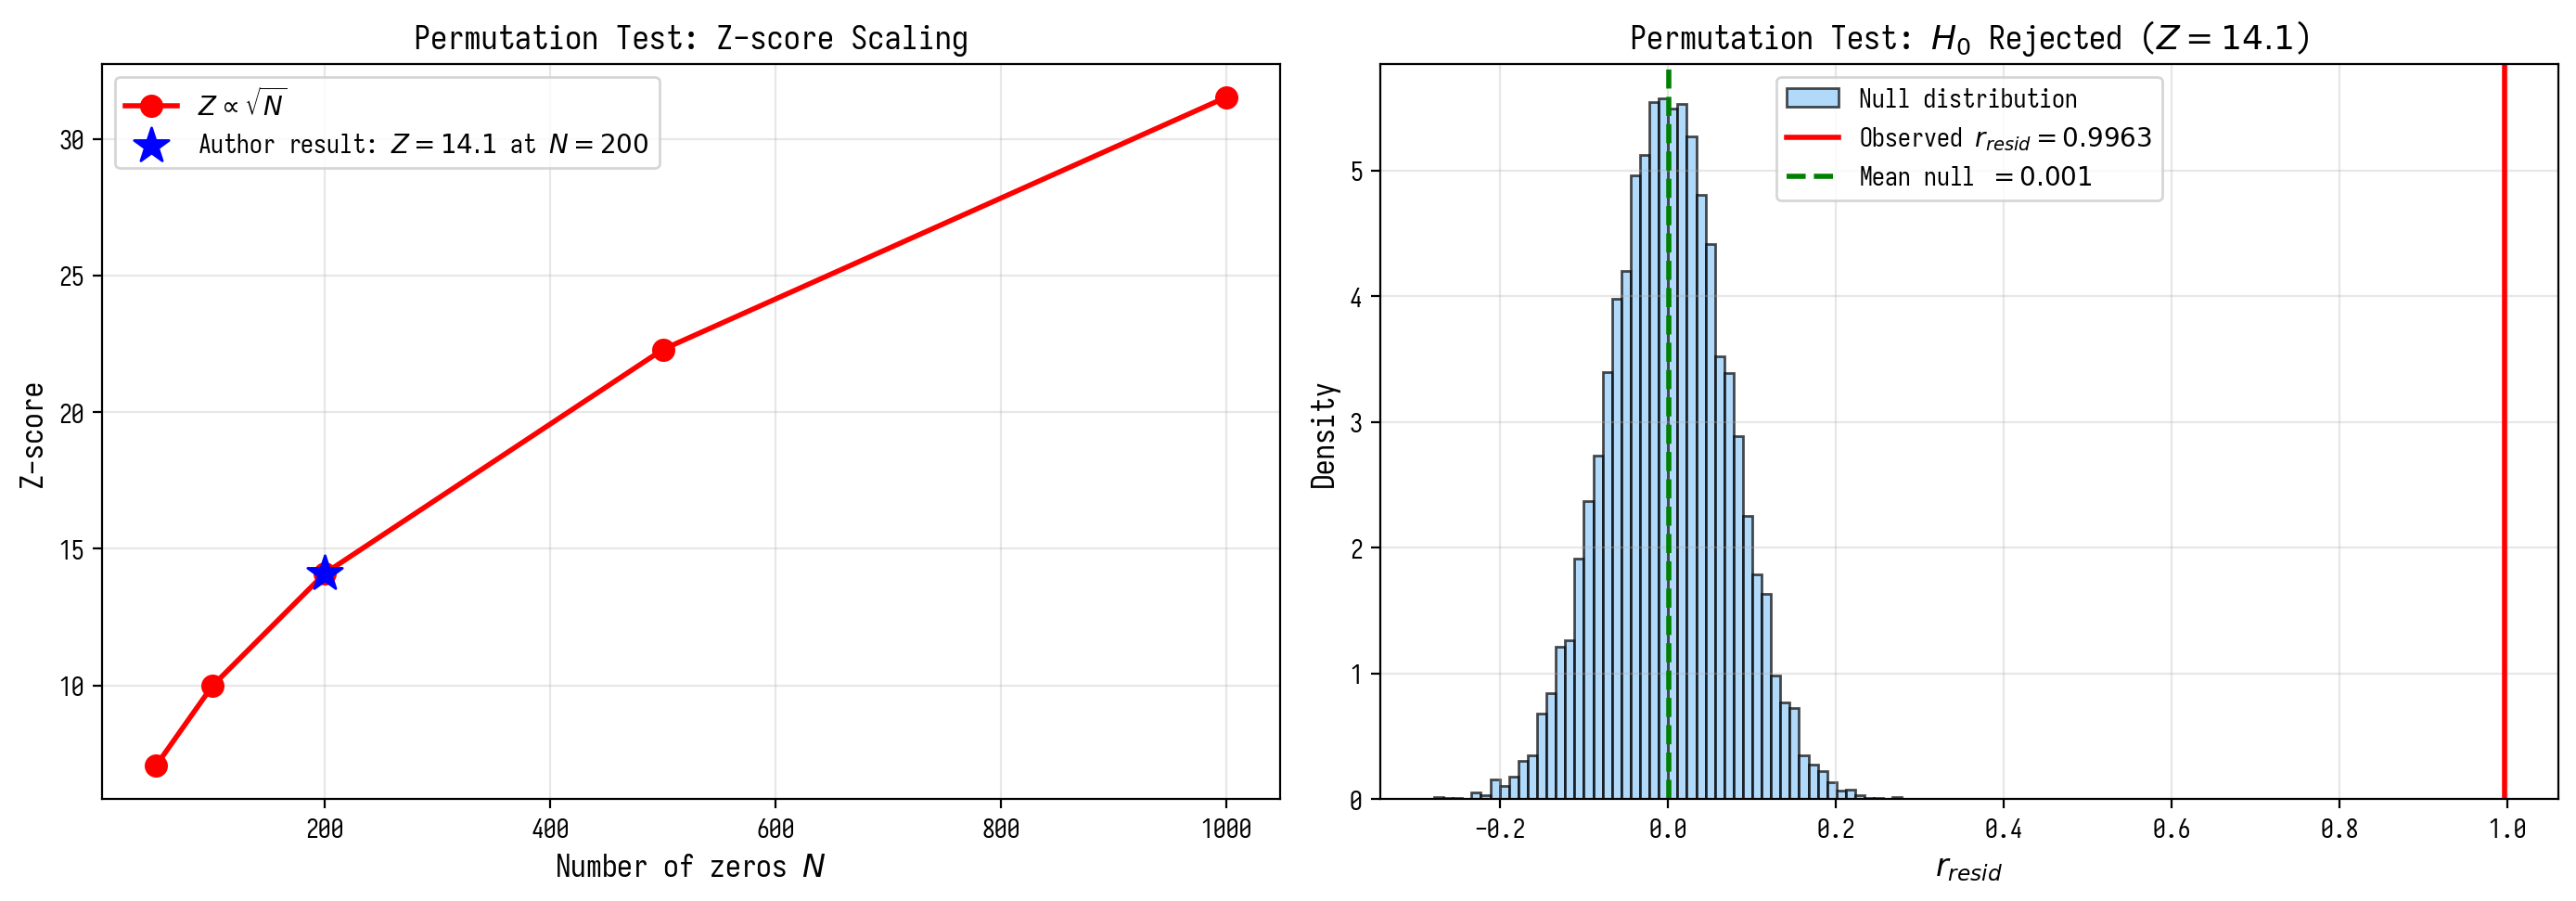 Permutation Test: Z-score Scaling
Z ∝ √N
Author result: Z = 14.1 at N = 200
30
25
20
15
10
Z-score
200 400 600 800 1000
Number of zeros N
Permutation Test: H₀ Rejected (Z = 14.1)
Null distribution
Observed r_resid = 0.9963
Mean null = 0.001
5
4
3
2
1
0
Density
-0.2 0.0 0.2 0.4 0.6 0.8 1.0
r_resid